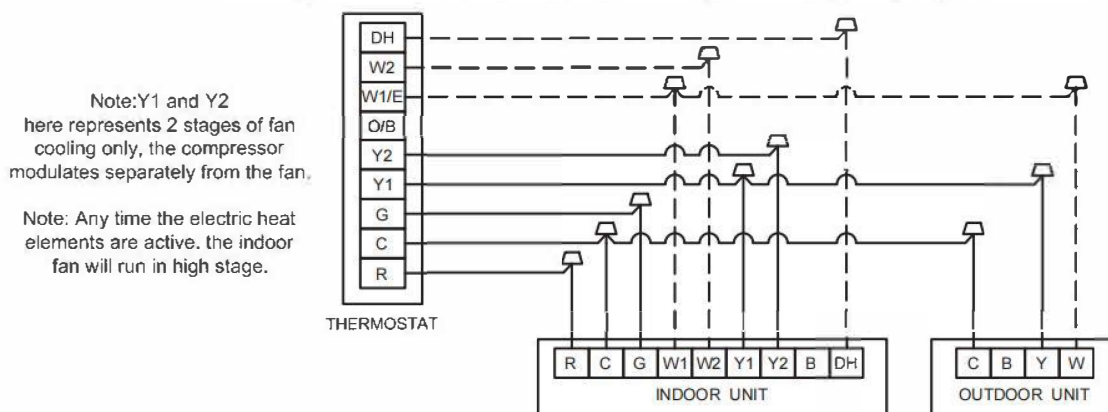 Note:Y1 and Y2
here represents 2 stages of fan
cooling only, the compressor
modulates separately from the fan.
Note: Any time the electric heat
elements are active. the indoor
fan will run in high stage.
DH
W2
W1/E
O/B
Y2
Y1
G
C
R
THERMOSTAT
R C G W1 W2 Y1 Y2 B DH
INDOOR UNIT
C B Y W
OUTDOOR UNIT